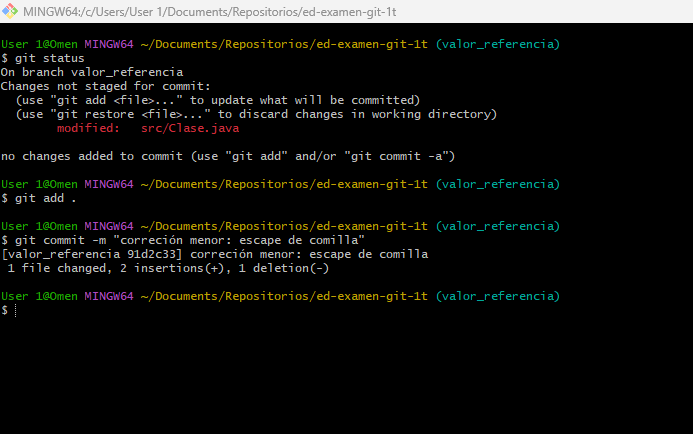 MINGW64:/c/Users/User 1/Documents/Repositorios/ed-examen-git-1t
User 1@Omen MINGW64 ~/Documents/Repositorios/ed-examen-git-1t (valor_referencia)
$ git status
On branch valor_referencia
Changes not staged for commit:
  (use "git add <file>..." to update what will be committed)
  (use "git restore <file>..." to discard changes in working directory)
        modified:   src/Clase.java
no changes added to commit (use "git add" and/or "git commit -a")
User 1@Omen MINGW64 ~/Documents/Repositorios/ed-examen-git-1t (valor_referencia)
$ git add .
User 1@Omen MINGW64 ~/Documents/Repositorios/ed-examen-git-1t (valor_referencia)
$ git commit -m "correción menor: escape de comilla"
[valor_referencia 91d2c33] correción menor: escape de comilla
 1 file changed, 2 insertions(+), 1 deletion(-)
User 1@Omen MINGW64 ~/Documents/Repositorios/ed-examen-git-1t (valor_referencia)
$